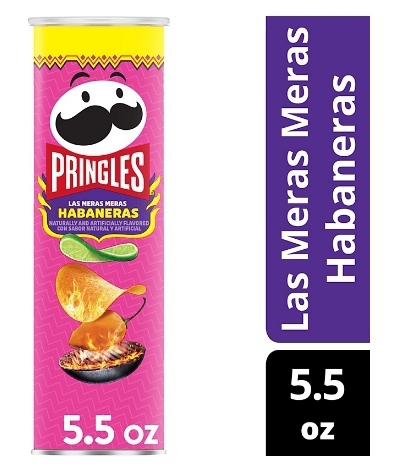 PRINGLES
LAS MERAS MERAS
HABANERAS
NATURALLY AND ARTIFICIALLY FLAVORED
CON SABOR NATURAL Y ARTIFICIAL
5.5 OZ
Las Meras Meras
Habaneras
5.5
oz